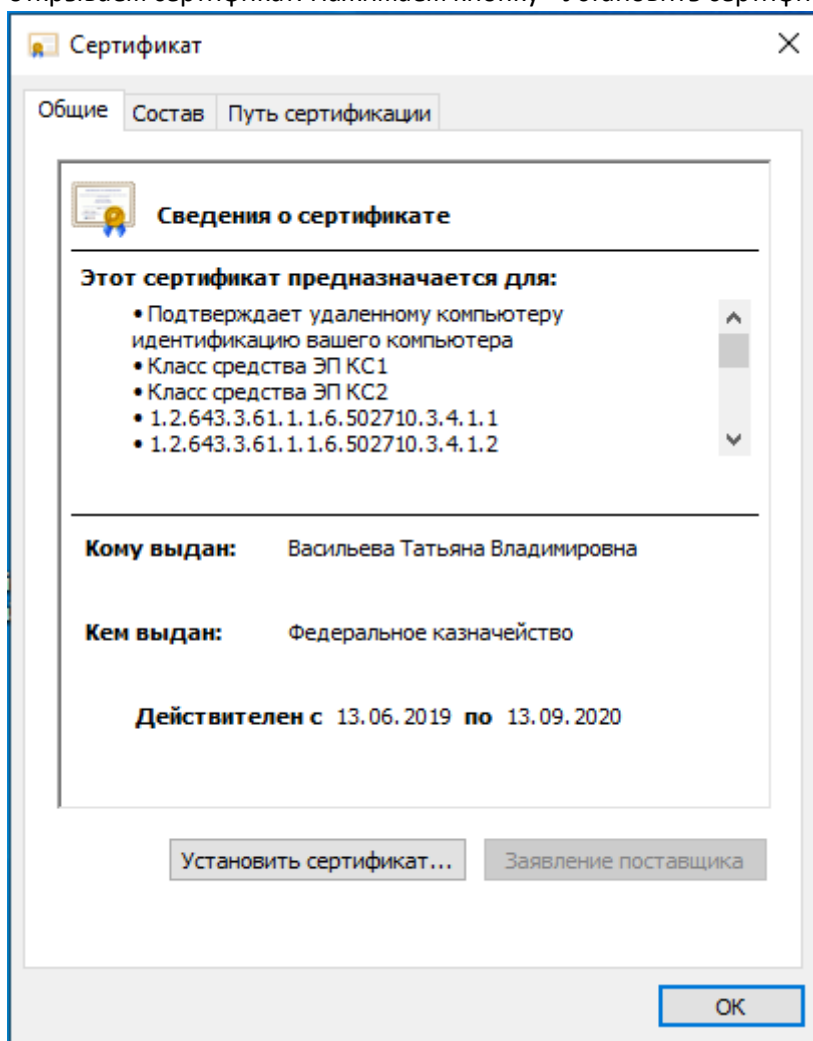 Сертификат
Общие Состав Путь сертификации
Сведения о сертификате
Этот сертификат предназначается для:
• Подтверждает удаленному компьютеру
идентификацию вашего компьютера
• Класс средства ЭП КС1
• Класс средства ЭП КС2
• 1.2.643.3.61.1.1.6.502710.3.4.1.1
• 1.2.643.3.61.1.1.6.502710.3.4.1.2
Кому выдан: Васильева Татьяна Владимировна
Кем выдан: Федеральное казначейство
Действителен с 13.06.2019 по 13.09.2020
Установить сертификат... Заявление поставщика
OK